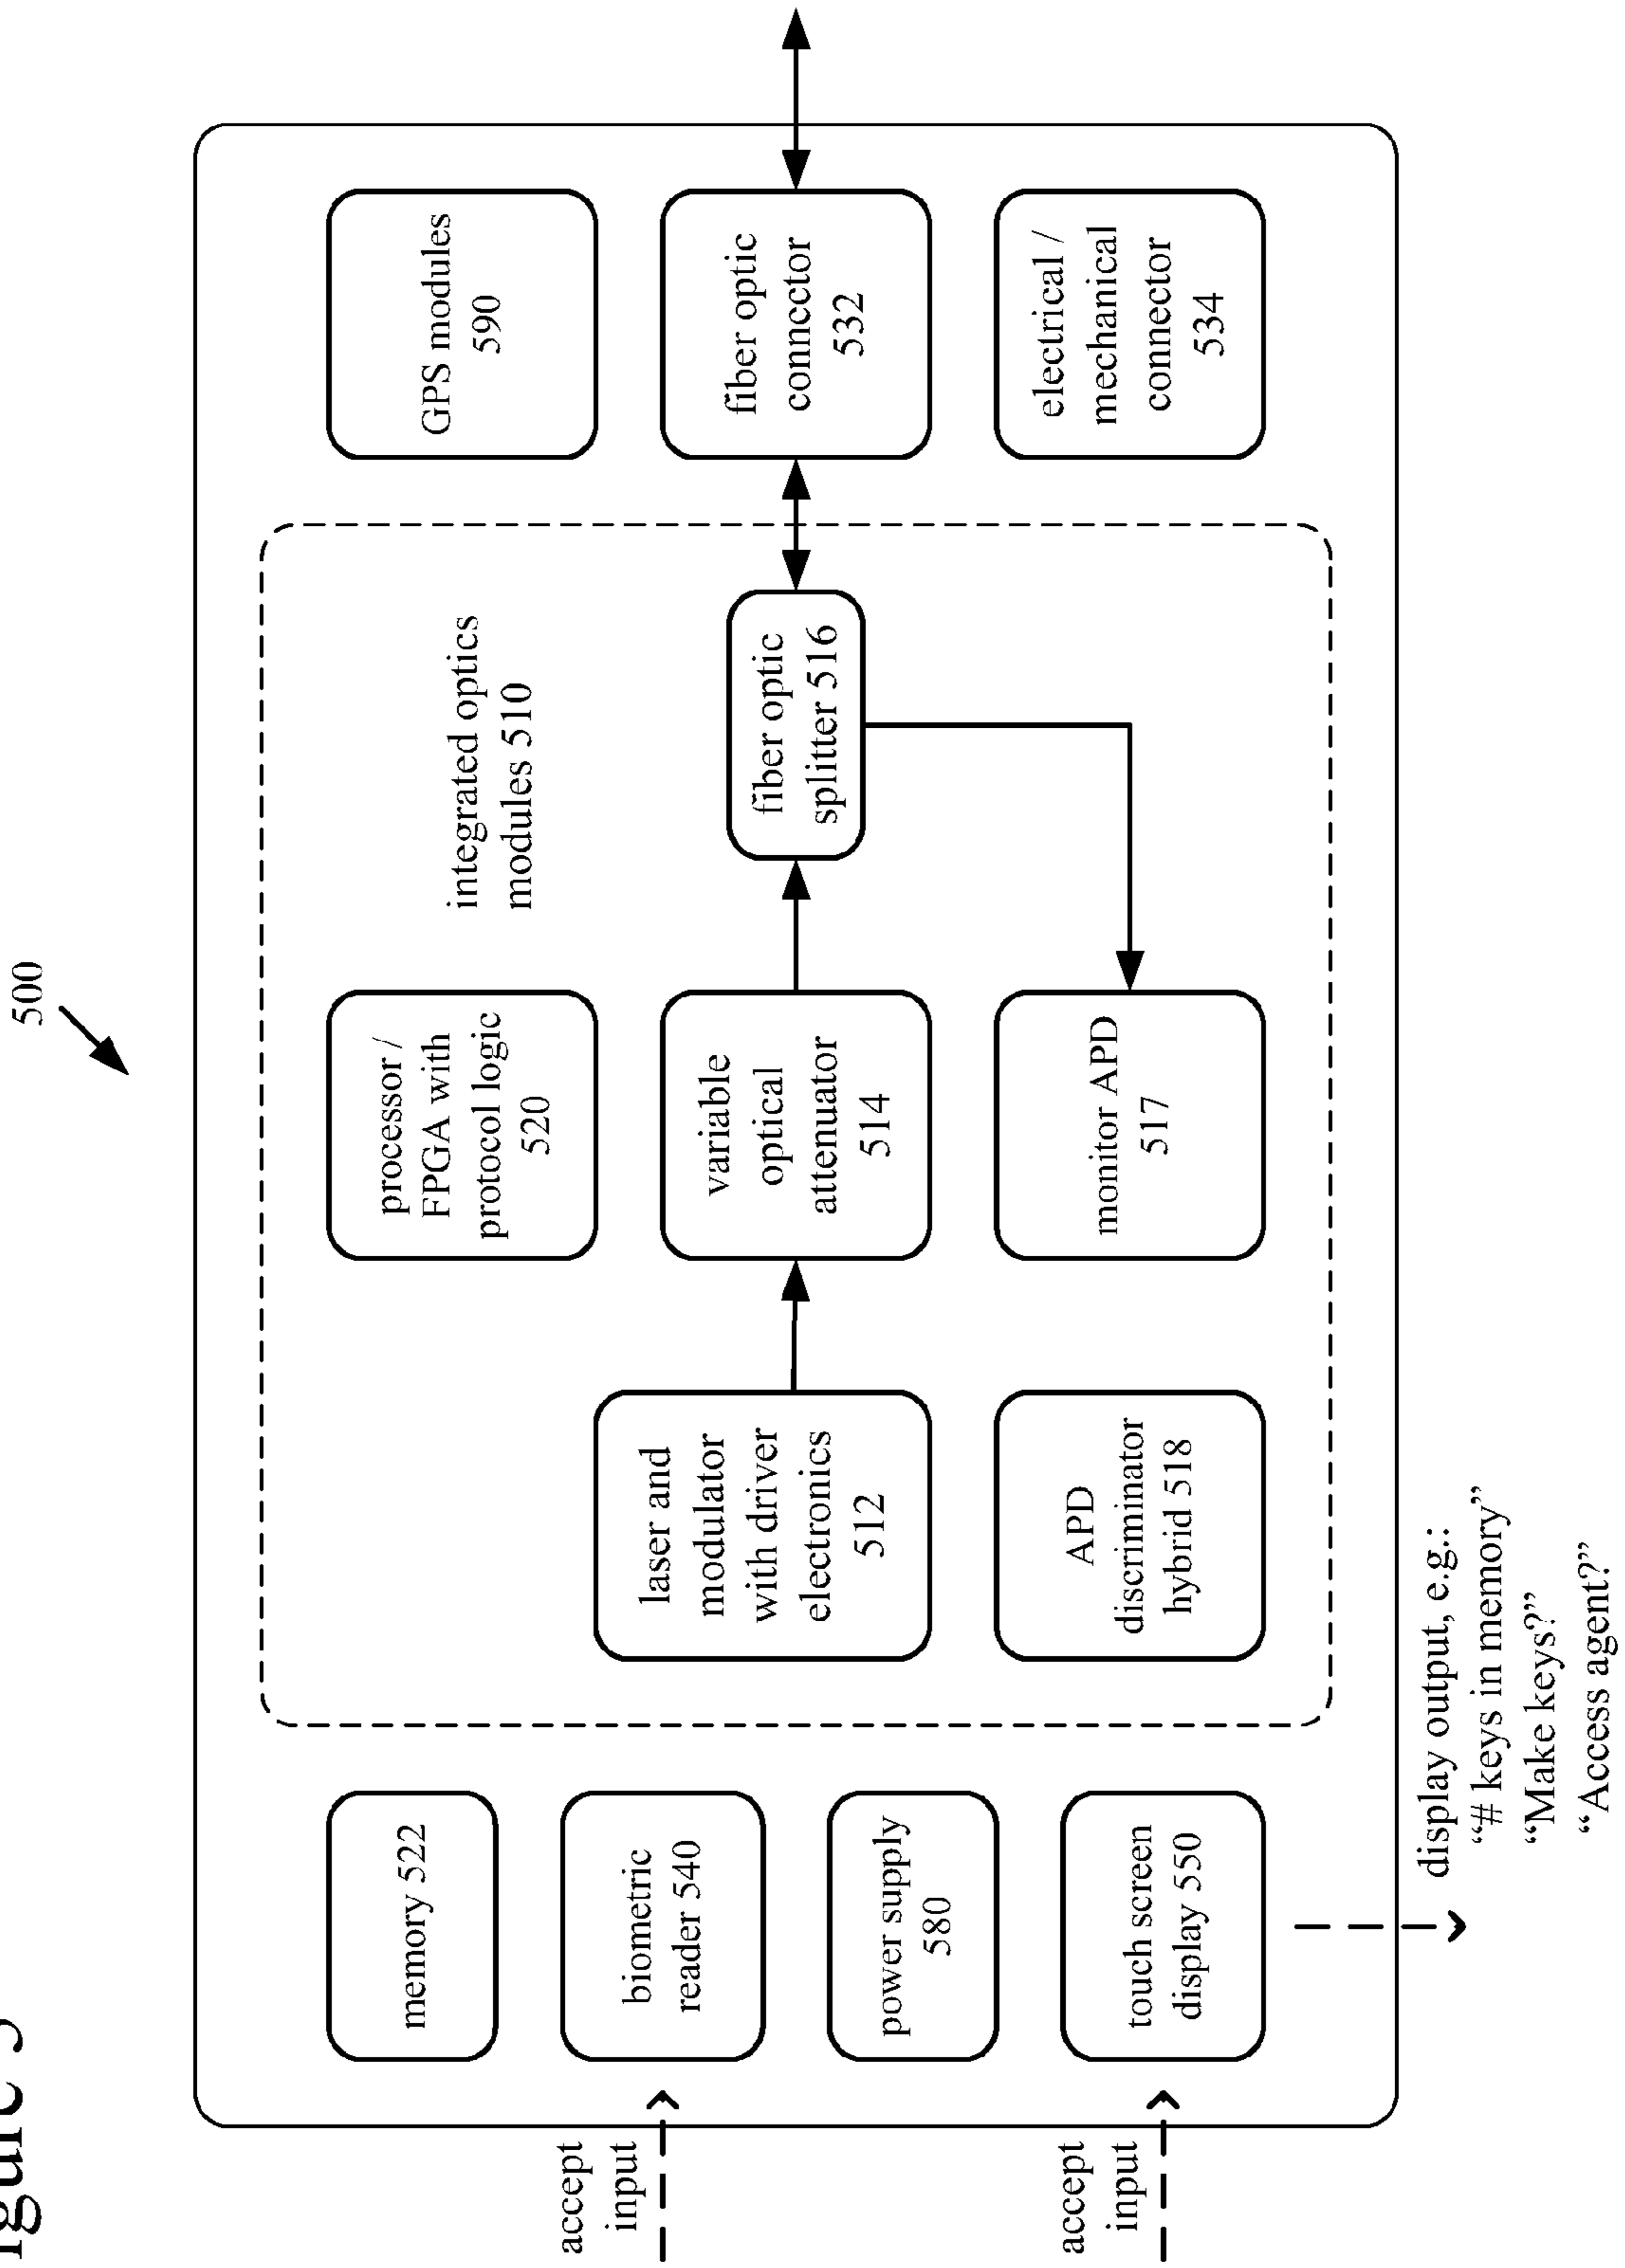 igure 5
500
memory 522
biometric
reader 540
power supply
580
touch screen
display 550
accept
input
accept
input
integrated optics
modules 510
processor /
FPGA with
protocol logic
520
laser and
modulator
with driver
electronics
512
variable
optical
attenuator
514
fiber optic
splitter 516
APD
discriminator
hybrid 518
monitor APD
517
GPS modules
590
fiber optic
connector
532
electrical /
mechanical
connector
534
display output, e.g.:
“# keys in memory”
“Make keys?”
“Access agent?”